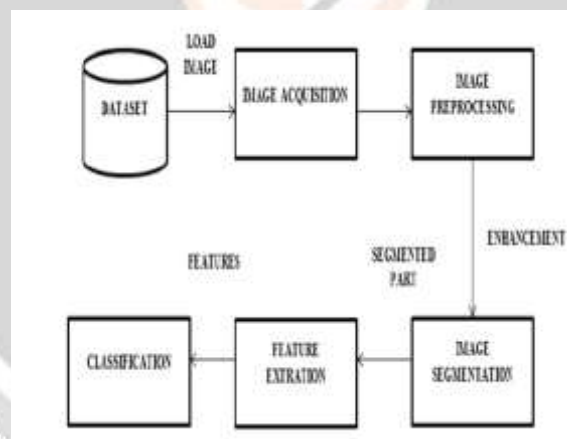 LOAD
IMAGE
DATASET
IMAGE ACQUISITION
IMAGE
PREPROCESSING
ENHANCEMENT
SEGMENTED
PART
FEATURES
CLASSIFICATION
FEATURE
EXTRATION
IMAGE
SEGMENTATION